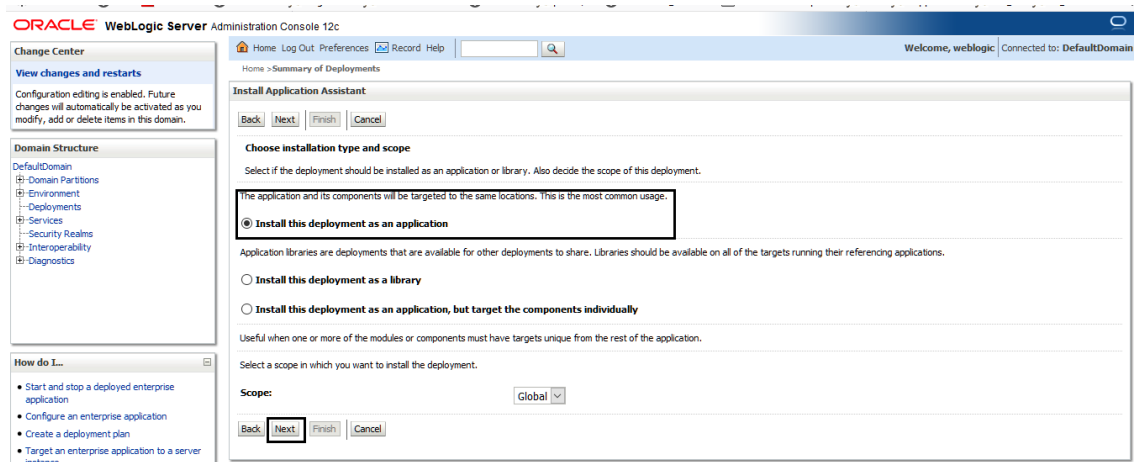 ORACLE WebLogic Server Administration Console 12c
Change Center
View changes and restarts
Configuration editing is enabled. Future
changes will automatically be activated as you
modify, add or delete items in this domain.
Domain Structure
DefaultDomain
Domain Partitions
Environment
Deployments
Services
Security Realms
Interoperability
Diagnostics
How do I...
Start and stop a deployed enterprise
application
Configure an enterprise application
Create a deployment plan
Target an enterprise application to a server
Home Log Out Preferences Record Help
Welcome, weblogic Connected to: DefaultDomain
Home >Summary of Deployments
Install Application Assistant
Back Next Finish Cancel
Choose installation type and scope
Select if the deployment should be installed as an application or library. Also decide the scope of this deployment.
The application and its components will be targeted to the same locations. This is the most common usage.
Install this deployment as an application
Application libraries are deployments that are available for other deployments to share. Libraries should be available on all of the targets running their referencing applications.
Install this deployment as a library
Install this deployment as an application, but target the components individually
Useful when one or more of the modules or components must have targets unique from the rest of the application.
Select a scope in which you want to install the deployment.
Scope: Global
Back Next Finish Cancel